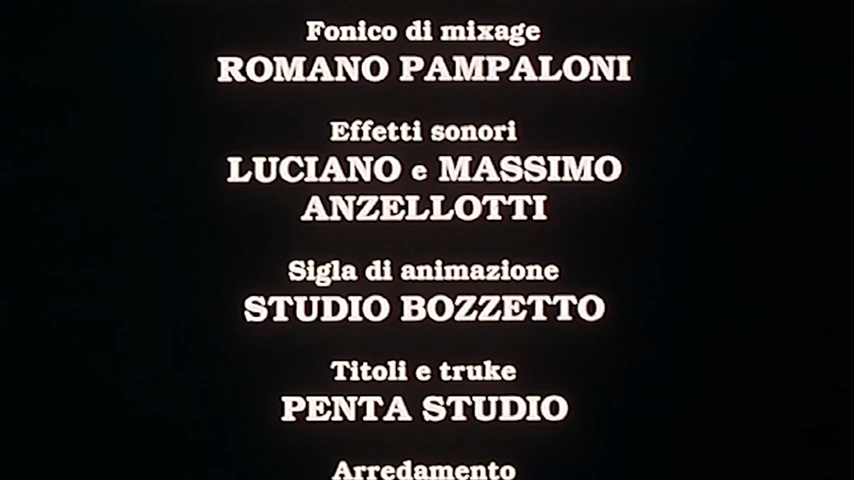 Fonico di mixage
ROMANO PAMPALONI
Effetti sonori
LUCIANO e MASSIMO
ANZELLOTTI
Sigla di animazione
STUDIO BOZZETTO
Titoli e truke
PENTA STUDIO
Arredamento